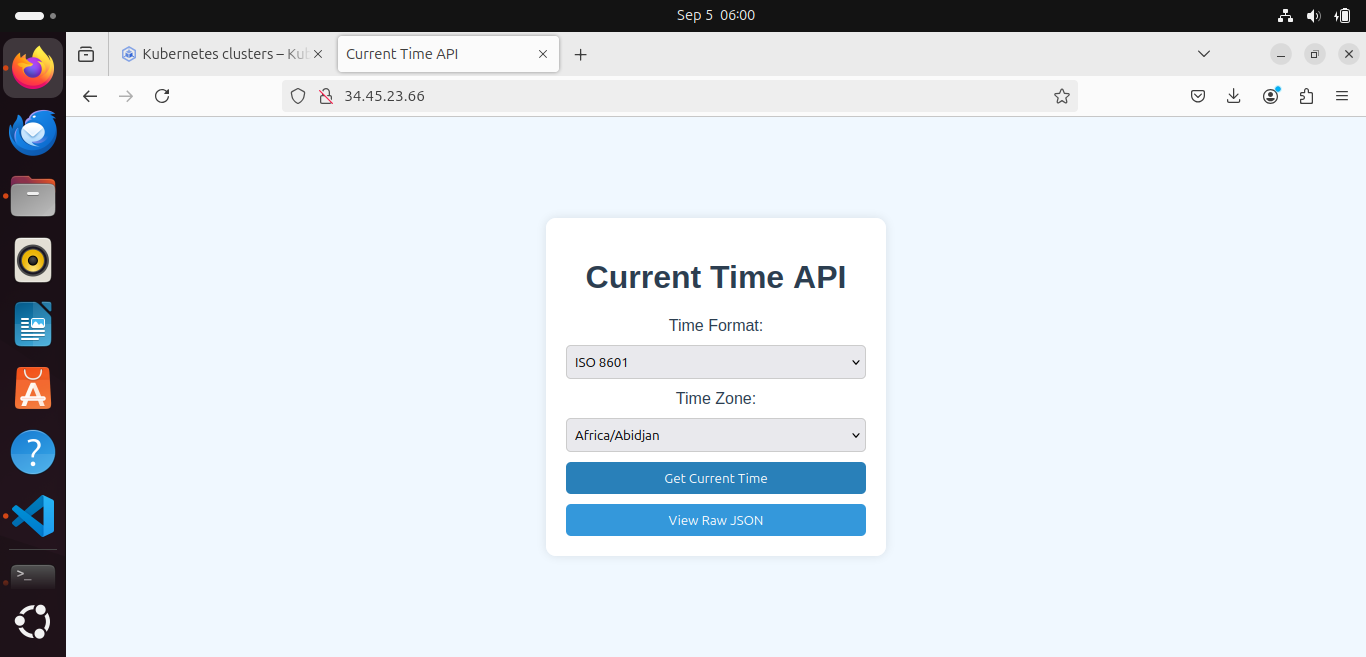 Sep 5 06:00
Kubernetes clusters – Kub
Current Time API
34.45.23.66
Current Time API
Time Format:
ISO 8601
Time Zone:
Africa/Abidjan
Get Current Time
View Raw JSON